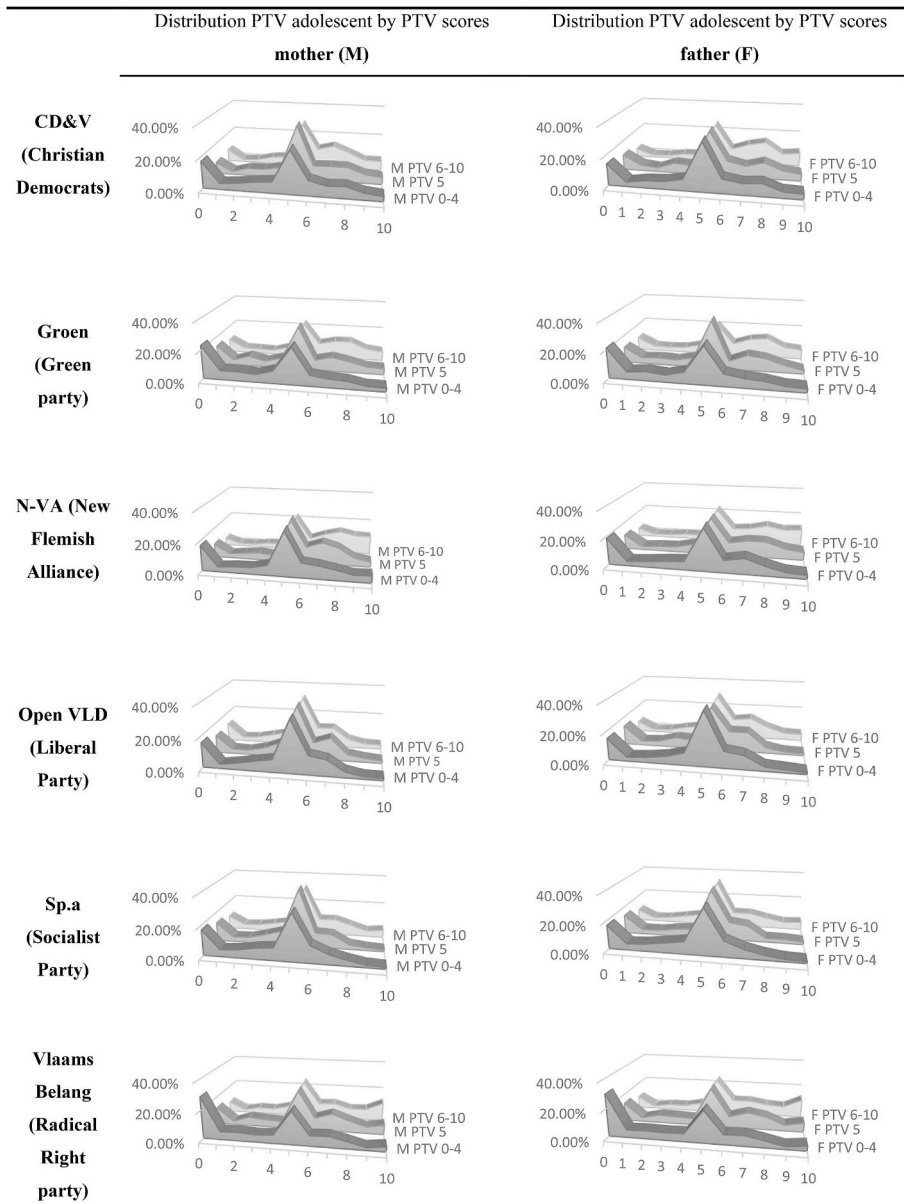 Distribution PTV adolescent by PTV scores
mother (M)
Distribution PTV adolescent by PTV scores
father (F)
CD&V
(Christian
Democrats)
40.00%
20.00%
0.00%
0 2 4 6 8 10
M PTV 6-10
M PTV 5
M PTV 0-4
40.00%
20.00%
0.00%
0 1 2 3 4 5 6 7 8 9 10
F PTV 6-10
F PTV 5
F PTV 0-4
Groen
(Green
party)
40.00%
20.00%
0.00%
0 2 4 6 8 10
M PTV 6-10
M PTV 5
M PTV 0-4
40.00%
20.00%
0.00%
0 1 2 3 4 5 6 7 8 9 10
F PTV 6-10
F PTV 5
F PTV 0-4
N-VA (New
Flemish
Alliance)
40.00%
20.00%
0.00%
0 2 4 6 8 10
M PTV 6-10
M PTV 5
M PTV 0-4
40.00%
20.00%
0.00%
0 1 2 3 4 5 6 7 8 9 10
F PTV 6-10
F PTV 5
F PTV 0-4
Open VLD
(Liberal
Party)
40.00%
20.00%
0.00%
0 2 4 6 8 10
M PTV 6-10
M PTV 5
M PTV 0-4
40.00%
20.00%
0.00%
0 1 2 3 4 5 6 7 8 9 10
F PTV 6-10
F PTV 5
F PTV 0-4
Sp.a
(Socialist
Party)
40.00%
20.00%
0.00%
0 2 4 6 8 10
M PTV 6-10
M PTV 5
M PTV 0-4
40.00%
20.00%
0.00%
0 1 2 3 4 5 6 7 8 9 10
F PTV 6-10
F PTV 5
F PTV 0-4
Vlaams
Belang
(Radical
Right
party)
40.00%
20.00%
0.00%
0 2 4 6 8 10
M PTV 6-10
M PTV 5
M PTV 0-4
40.00%
20.00%
0.00%
0 1 2 3 4 5 6 7 8 9 10
F PTV 6-10
F PTV 5
F PTV 0-4